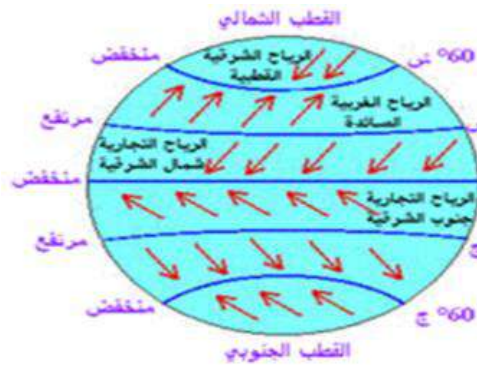 القطب الشمالي
منخفض
60° ش
الرياح الشرقية
القطبية
الرياح الغربية
السائدة
مرتفع
الرياح التجارية
شمال الشرقية
منخفض
الرياح التجارية
جنوب الشرقية
مرتفع
منخفض
60° ج
القطب الجنوبي